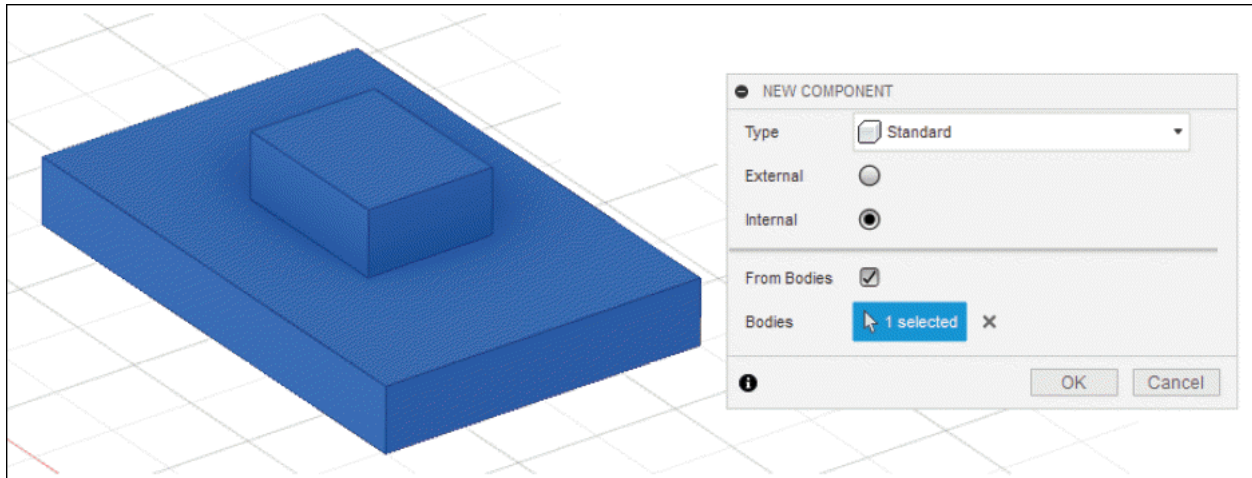 NEW COMPONENT
Type Standard
External
Internal
From Bodies
Bodies 1 selected
OK Cancel